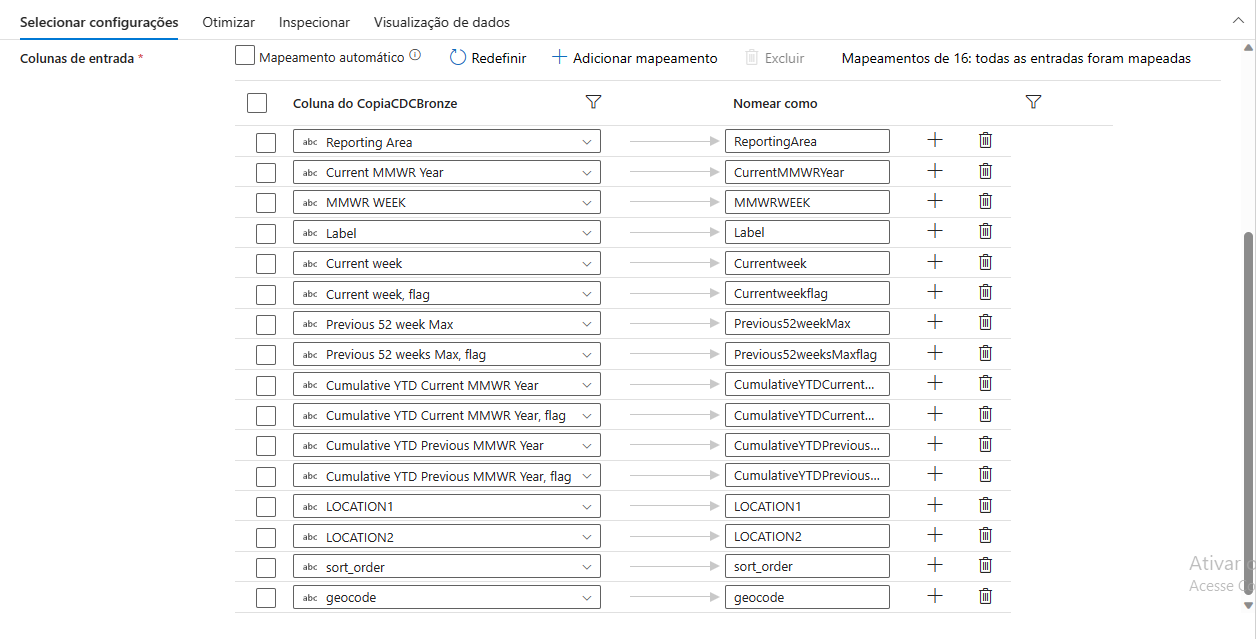 Selecionar configurações Otimizar Inspecionar Visualização de dados
Colunas de entrada * Mapeamento automático Redefinir Adicionar mapeamento Excluir Mapeamentos de 16: todas as entradas foram mapeadas
Coluna do CopiaCDCBronze Nomear como
abc Reporting Area ReportingArea
abc Current MMWR Year CurrentMMWRYear
abc MMWR WEEK MMWRWEEK
abc Label Label
abc Current week Currentweek
abc Current week, flag Currentweekflag
abc Previous 52 week Max Previous52weekMax
abc Previous 52 weeks Max, flag Previous52weeksMaxflag
abc Cumulative YTD Current MMWR Year CumulativeYTDCurrent...
abc Cumulative YTD Current MMWR Year, flag CumulativeYTDCurrent...
abc Cumulative YTD Previous MMWR Year CumulativeYTDPrevious...
abc Cumulative YTD Previous MMWR Year, flag CumulativeYTDPrevious...
abc LOCATION1 LOCATION1
abc LOCATION2 LOCATION2
abc sort_order sort_order
abc geocode geocode
Ativar
Acesse